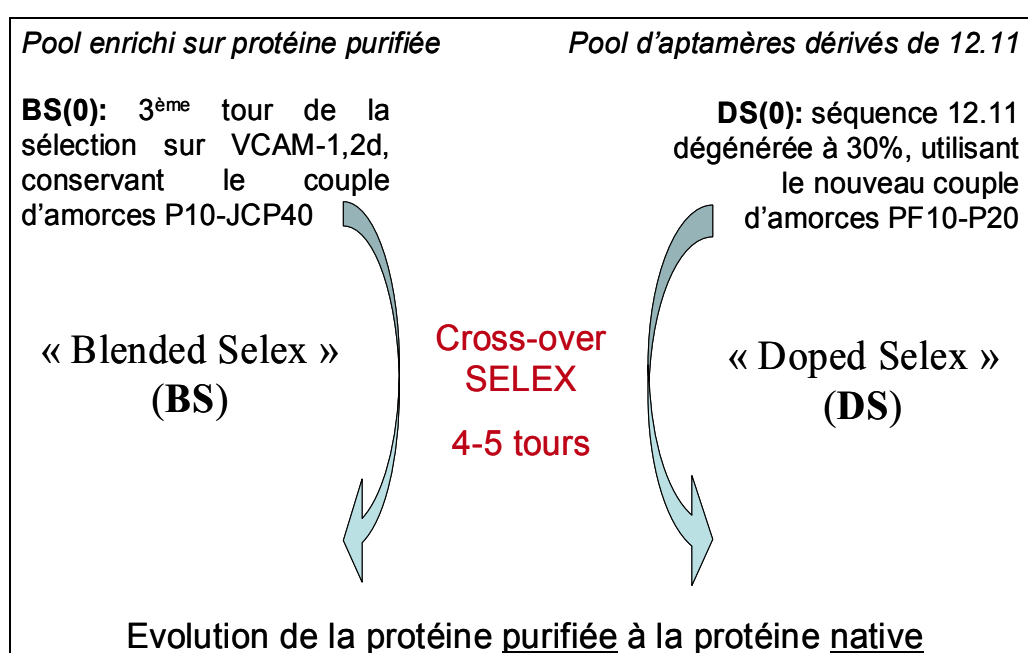 Pool enrichi sur protéine purifiée
Pool d'aptamères dérivés de 12.11
BS(0): 3ème tour de la
sélection sur VCAM-1,2d,
conservant le couple
d'amorces P10-JCP40
DS(0): séquence 12.11
dégénérée à 30%, utilisant
le nouveau couple
d'amorces PF10-P20
« Blended Selex »
(BS)
Cross-over
SELEX
4-5 tours
« Doped Selex »
(DS)
Evolution de la protéine purifiée à la protéine native